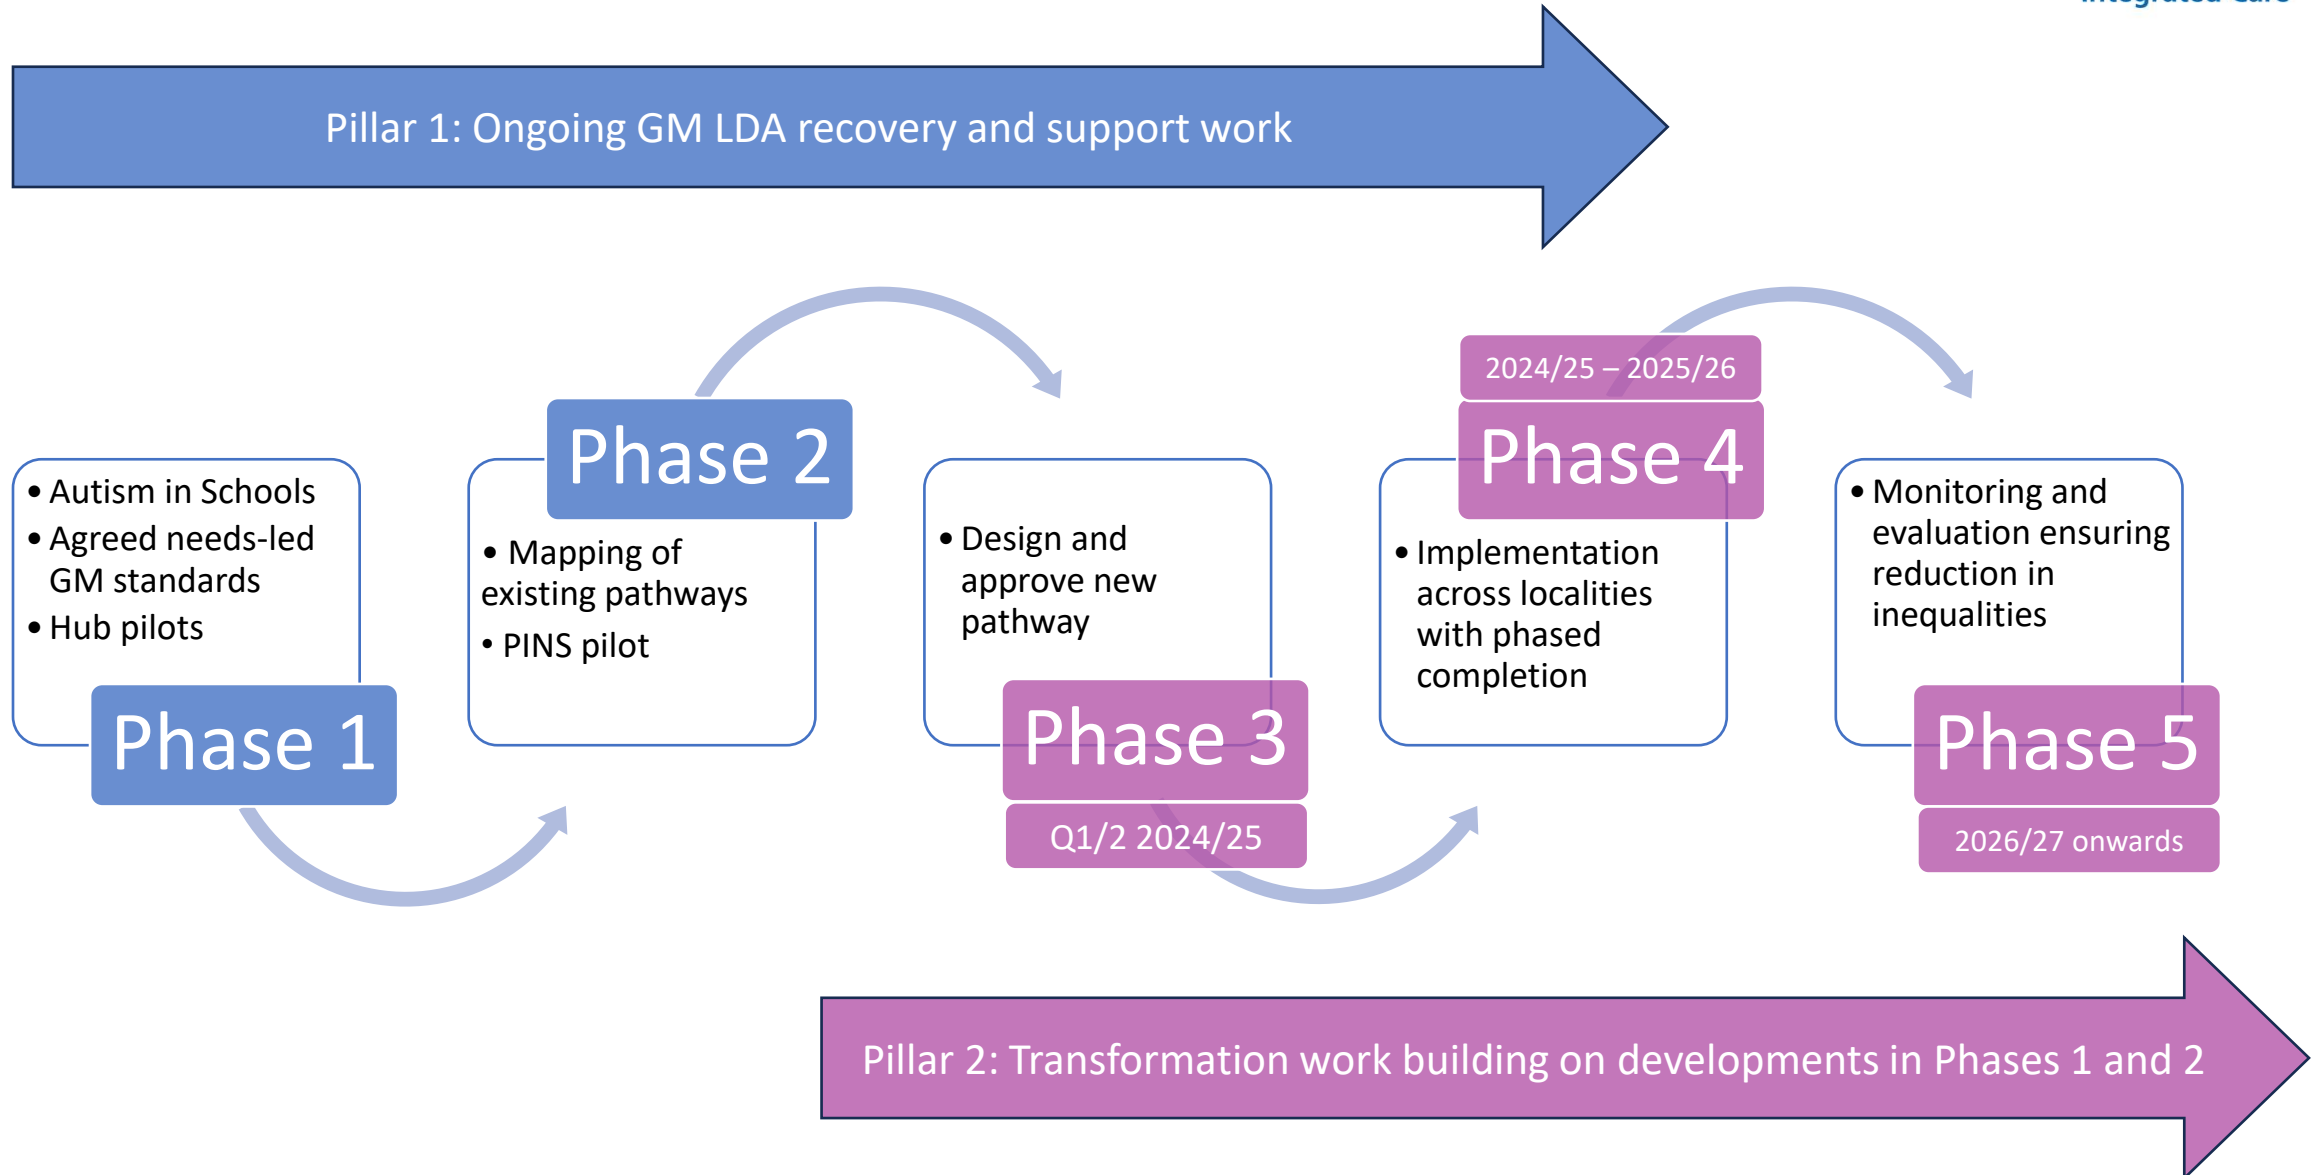 Pillar 1: Ongoing GM LDA recovery and support work
• Autism in Schools
• Agreed needs-led
GM standards
• Hub pilots
Phase 1
Phase 2
• Mapping of
existing pathways
• PINS pilot
• Design and
approve new
pathway
Phase 3
Q1/2 2024/25
2024/25 – 2025/26
Phase 4
• Implementation
across localities
with phased
completion
• Monitoring and
evaluation ensuring
reduction in
inequalities
Phase 5
2026/27 onwards
Pillar 2: Transformation work building on developments in Phases 1 and 2